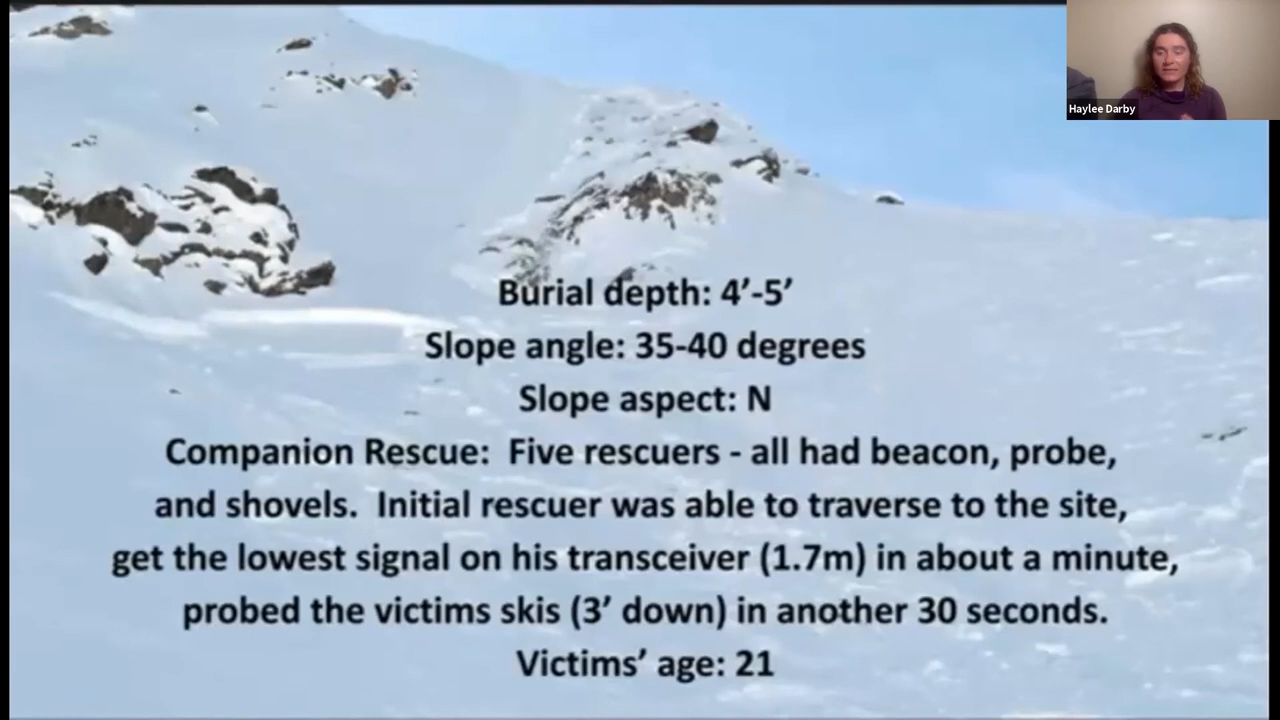 Haylee Darby
Burial depth: 4’-5’
Slope angle: 35-40 degrees
Slope aspect: N
Companion Rescue:  Five rescuers - all had beacon, probe,
and shovels.  Initial rescuer was able to traverse to the site,
get the lowest signal on his transceiver (1.7m) in about a minute,
probed the victims skis (3’ down) in another 30 seconds.
Victims’ age: 21